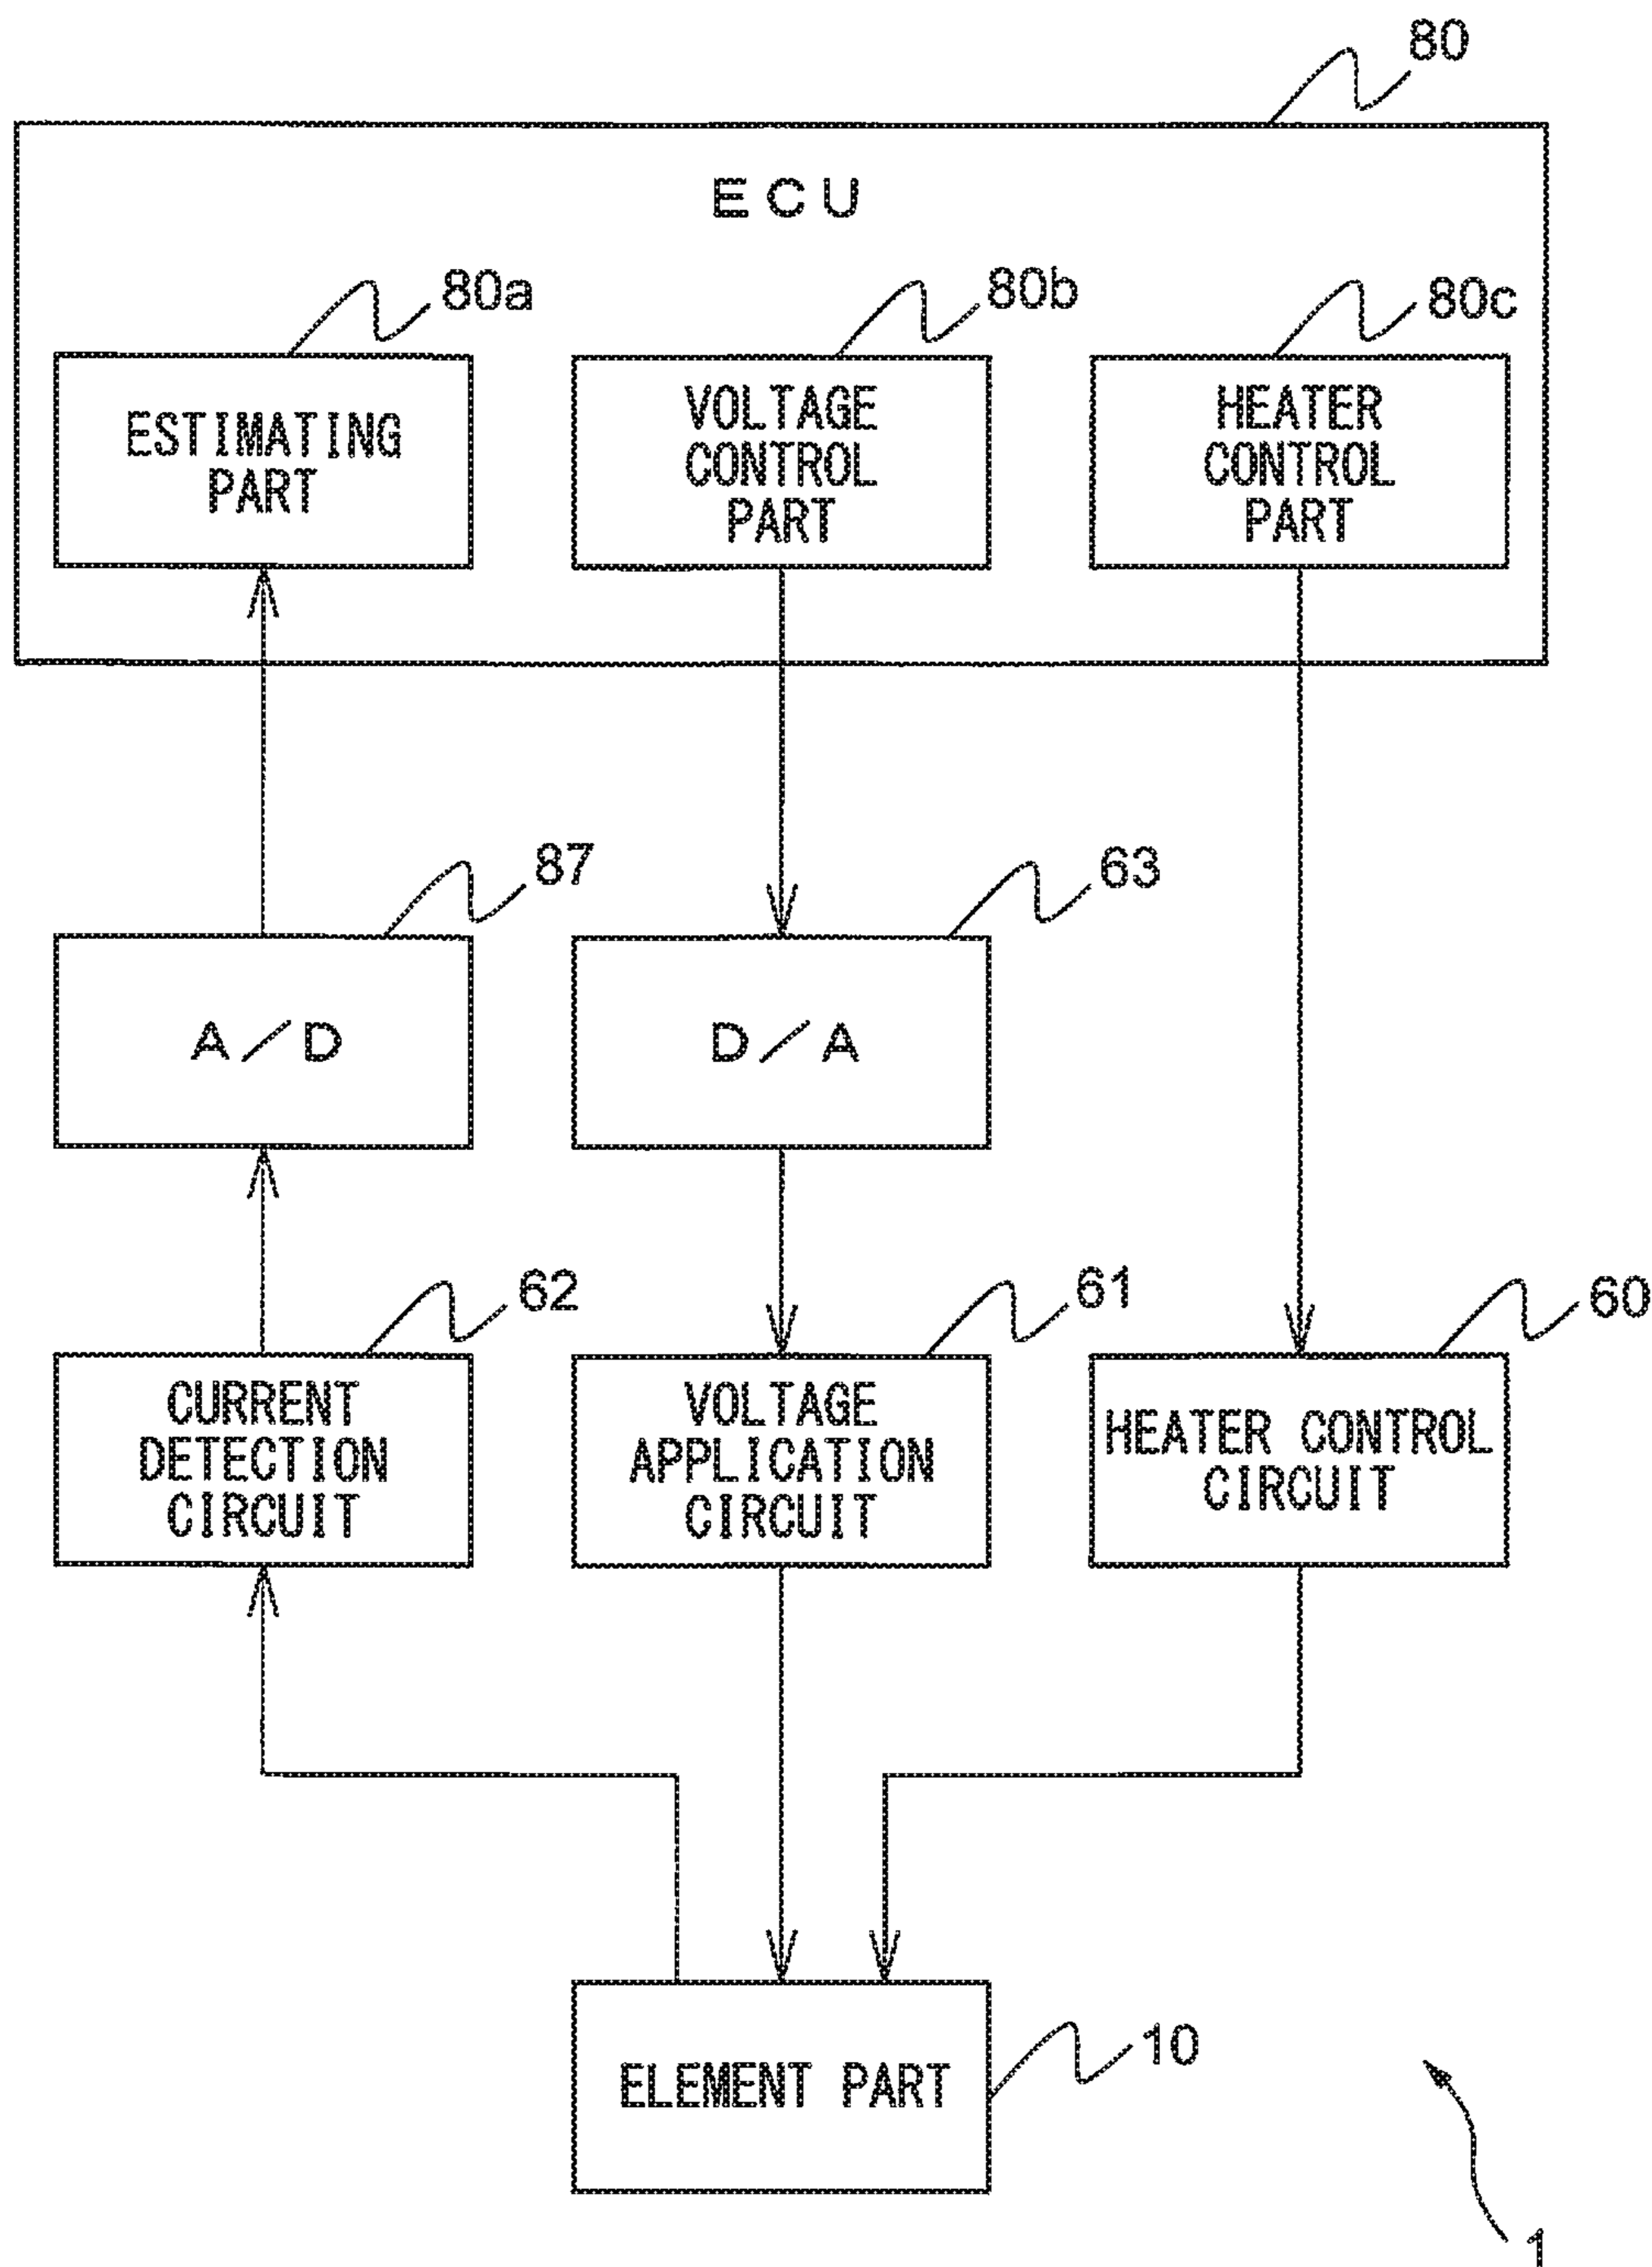 80
ECU
80a
80b
80c
ESTIMATING
PART
VOLTAGE
CONTROL
PART
HEATER
CONTROL
PART
87
63
A/D
D/A
62
61
60
CURRENT
DETECTION
CIRCUIT
VOLTAGE
APPLICATION
CIRCUIT
HEATER CONTROL
CIRCUIT
ELEMENT PART
10
1